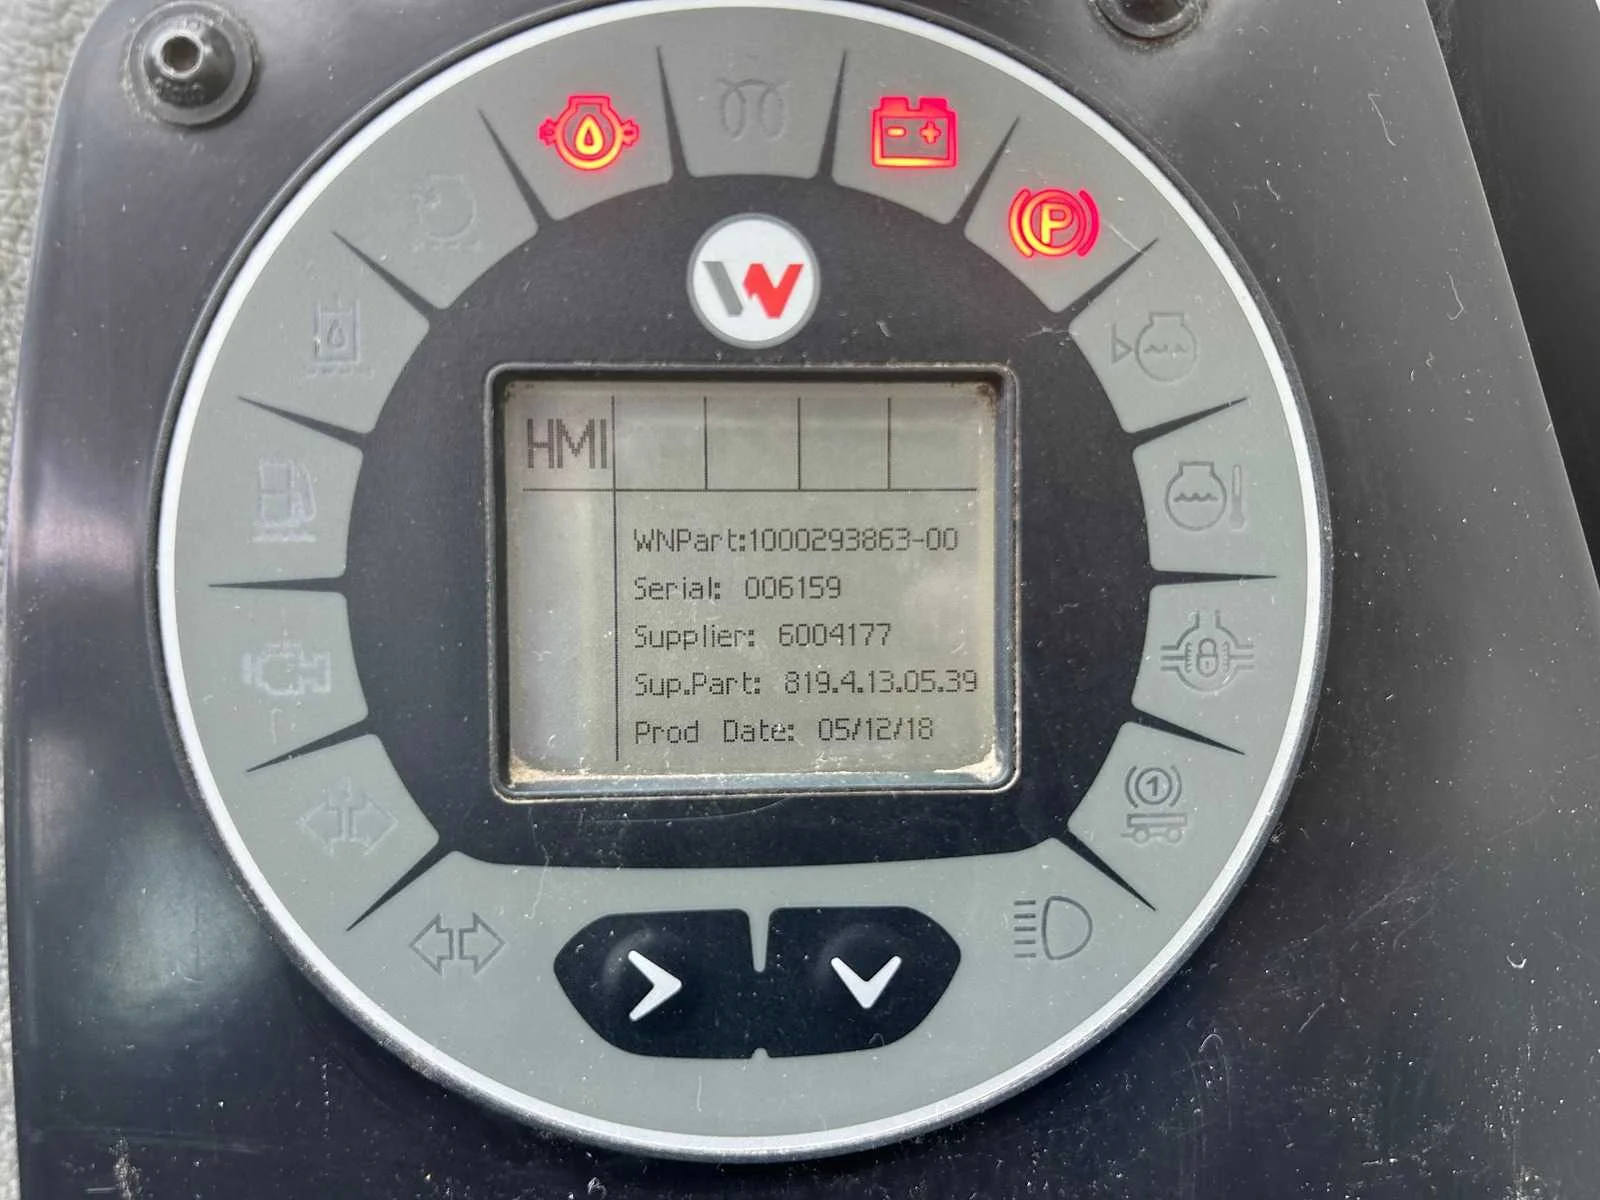 P
W
HMI
WNPart:1000293863-00
Serial: 006159
Supplier: 6004177
Sup.Part: 819.4.13.05.39
Prod Date: 05/12/18
1